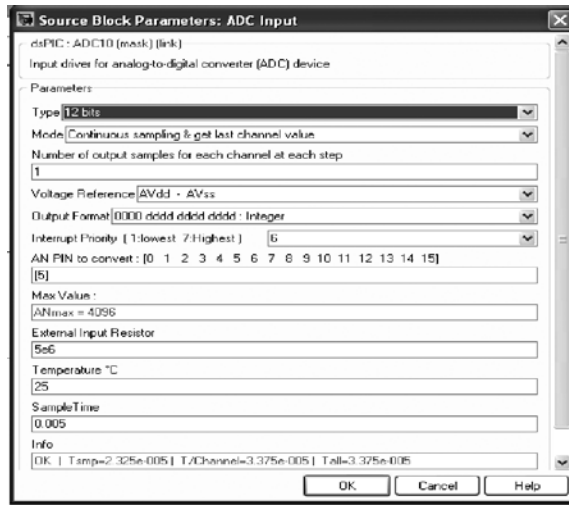 Source Block Parameters: ADC Input
dsPIC : ADC10 (mask) (link)
Input driver for analog-to-digital converter (ADC) device
Parameters
Type 12 bits
Mode Continuous sampling & get last channel value
Number of output samples for each channel at each step
1
Voltage Reference AVdd - AVss
Output Format 0000 dddd dddd dddd : Integer
Interrupt Priority ( 1:lowest 7:Highest ) 6
AN PIN to convert : [0 1 2 3 4 5 6 7 8 9 10 11 12 13 14 15]
[5]
Max Value :
ANmax = 4096
External Input Resistor
5e6
Temperature °C
25
SampleTime
0.005
Info
OK | Tsmp=2.325e-005 | T/Channel=3.375e-005 | Tall=3.375e-005
OK Cancel Help